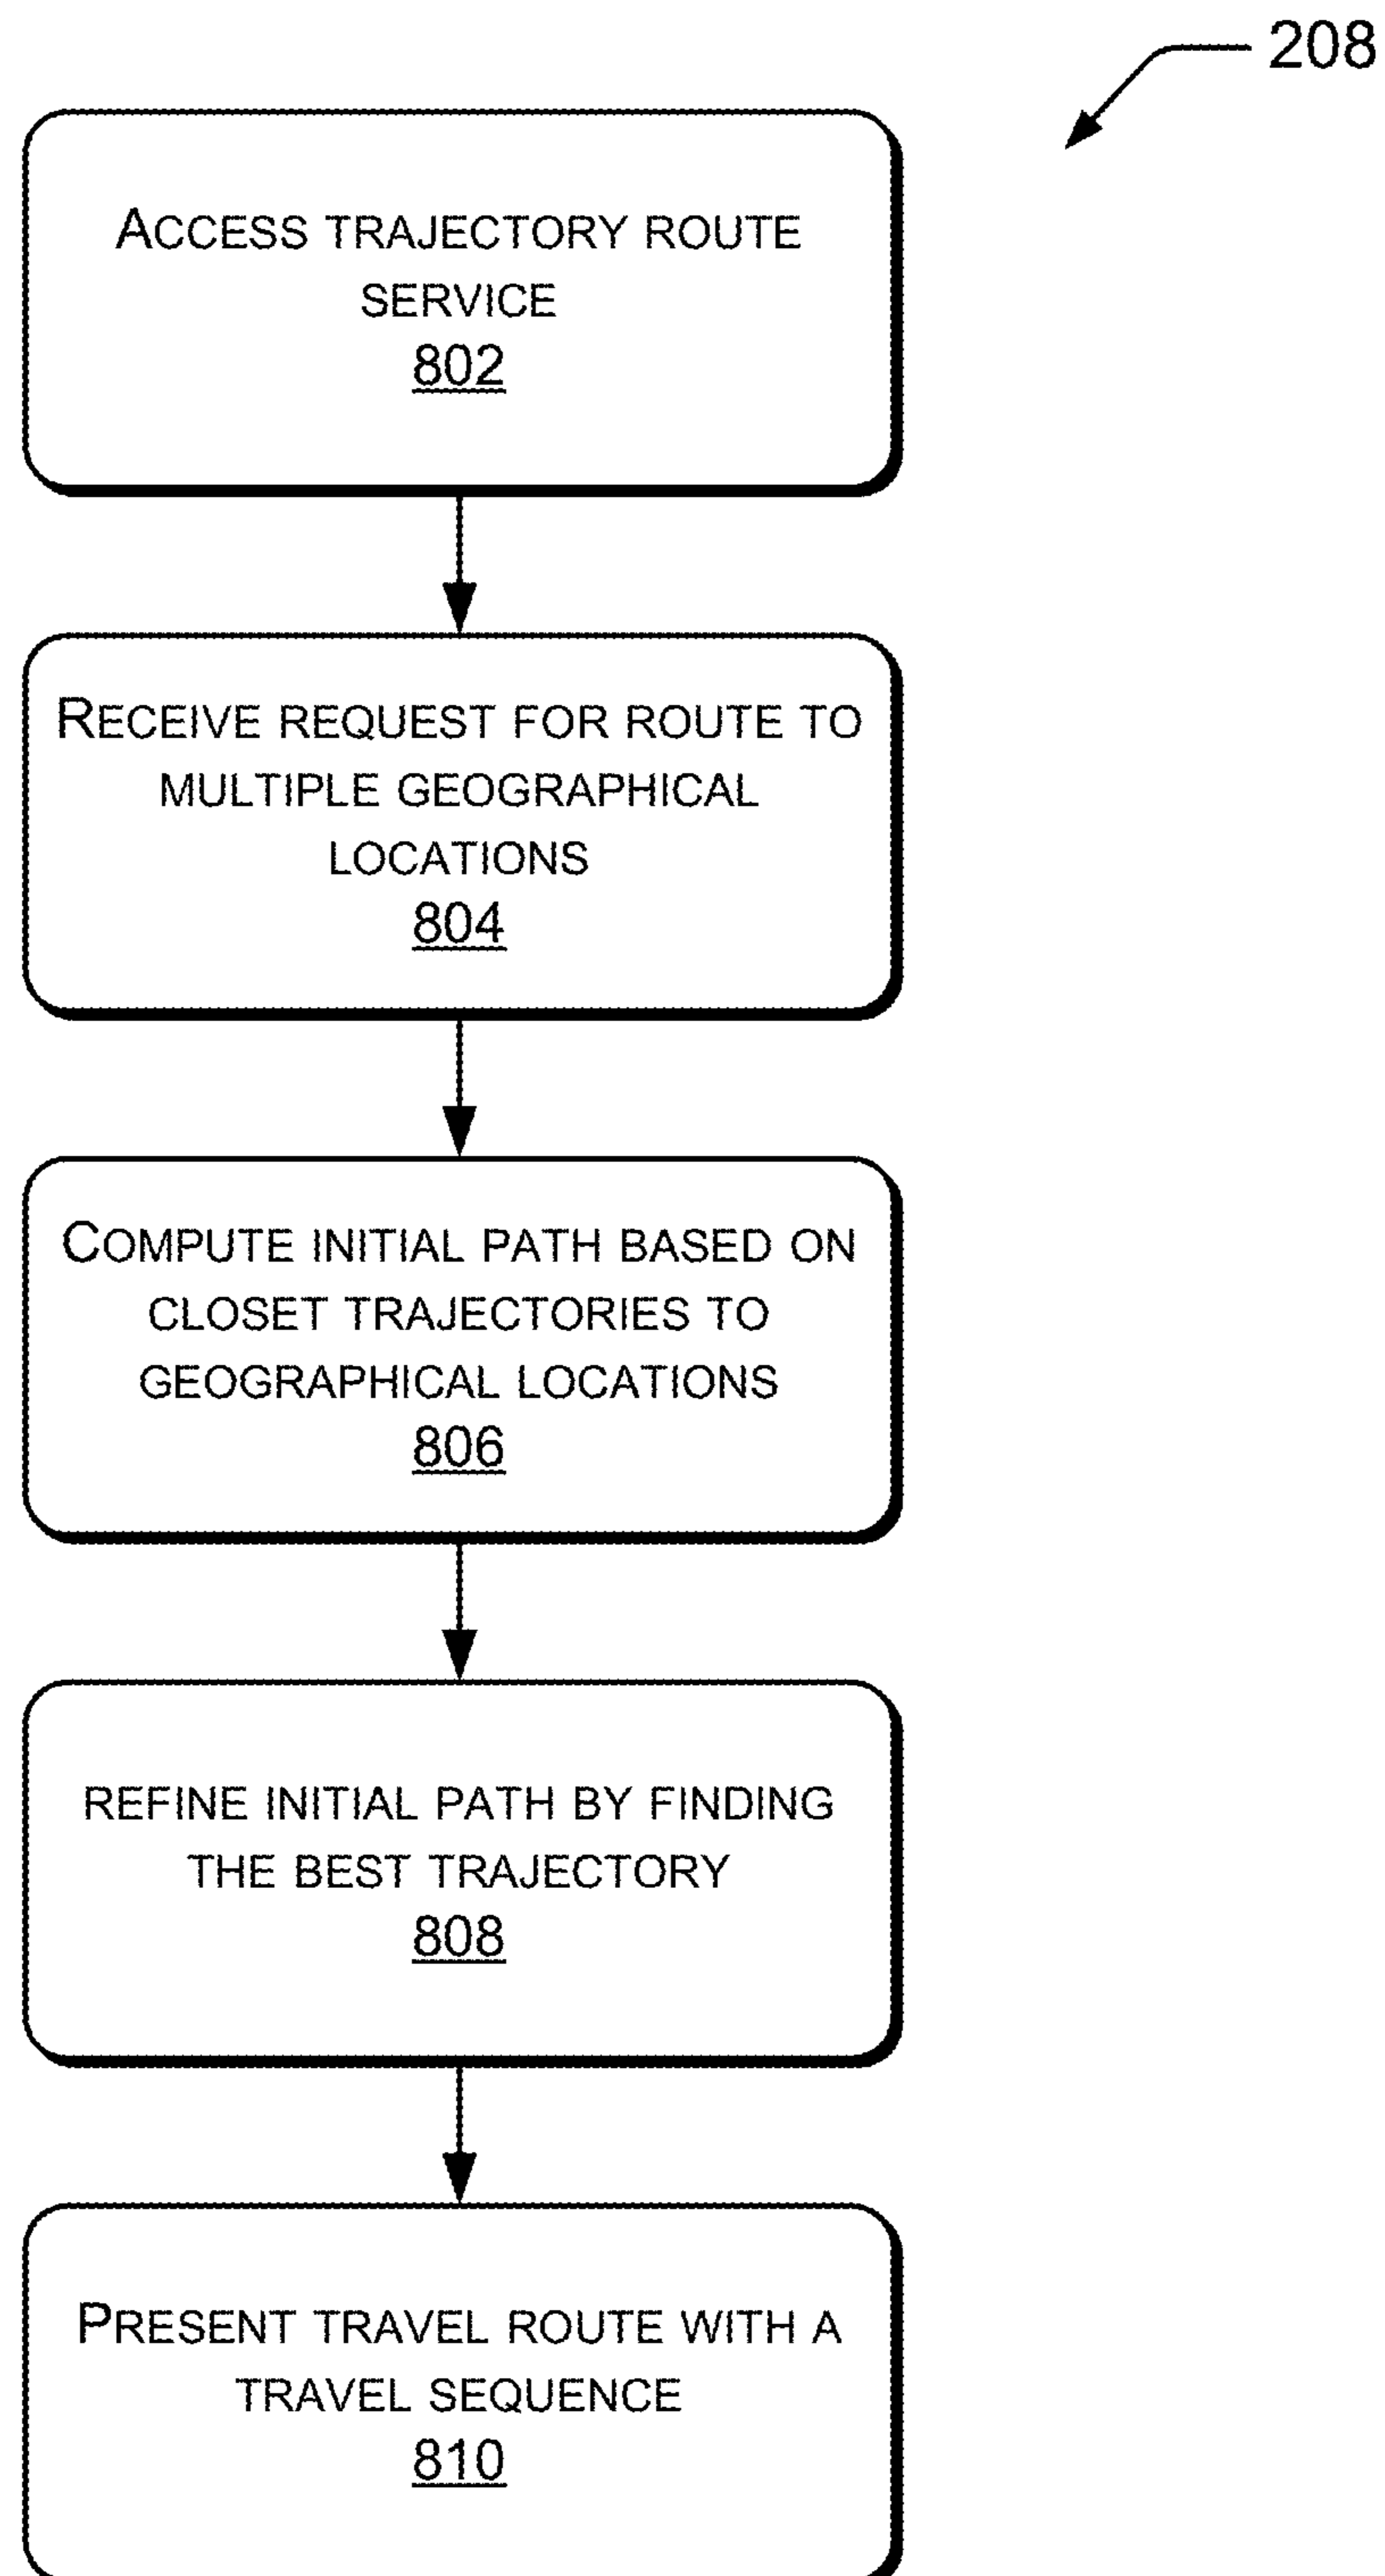 208
ACCESS TRAJECTORY ROUTE
SERVICE
802
RECEIVE REQUEST FOR ROUTE TO
MULTIPLE GEOGRAPHICAL
LOCATIONS
804
COMPUTE INITIAL PATH BASED ON
CLOSET TRAJECTORIES TO
GEOGRAPHICAL LOCATIONS
806
REFINE INITIAL PATH BY FINDING
THE BEST TRAJECTORY
808
PRESENT TRAVEL ROUTE WITH A
TRAVEL SEQUENCE
810